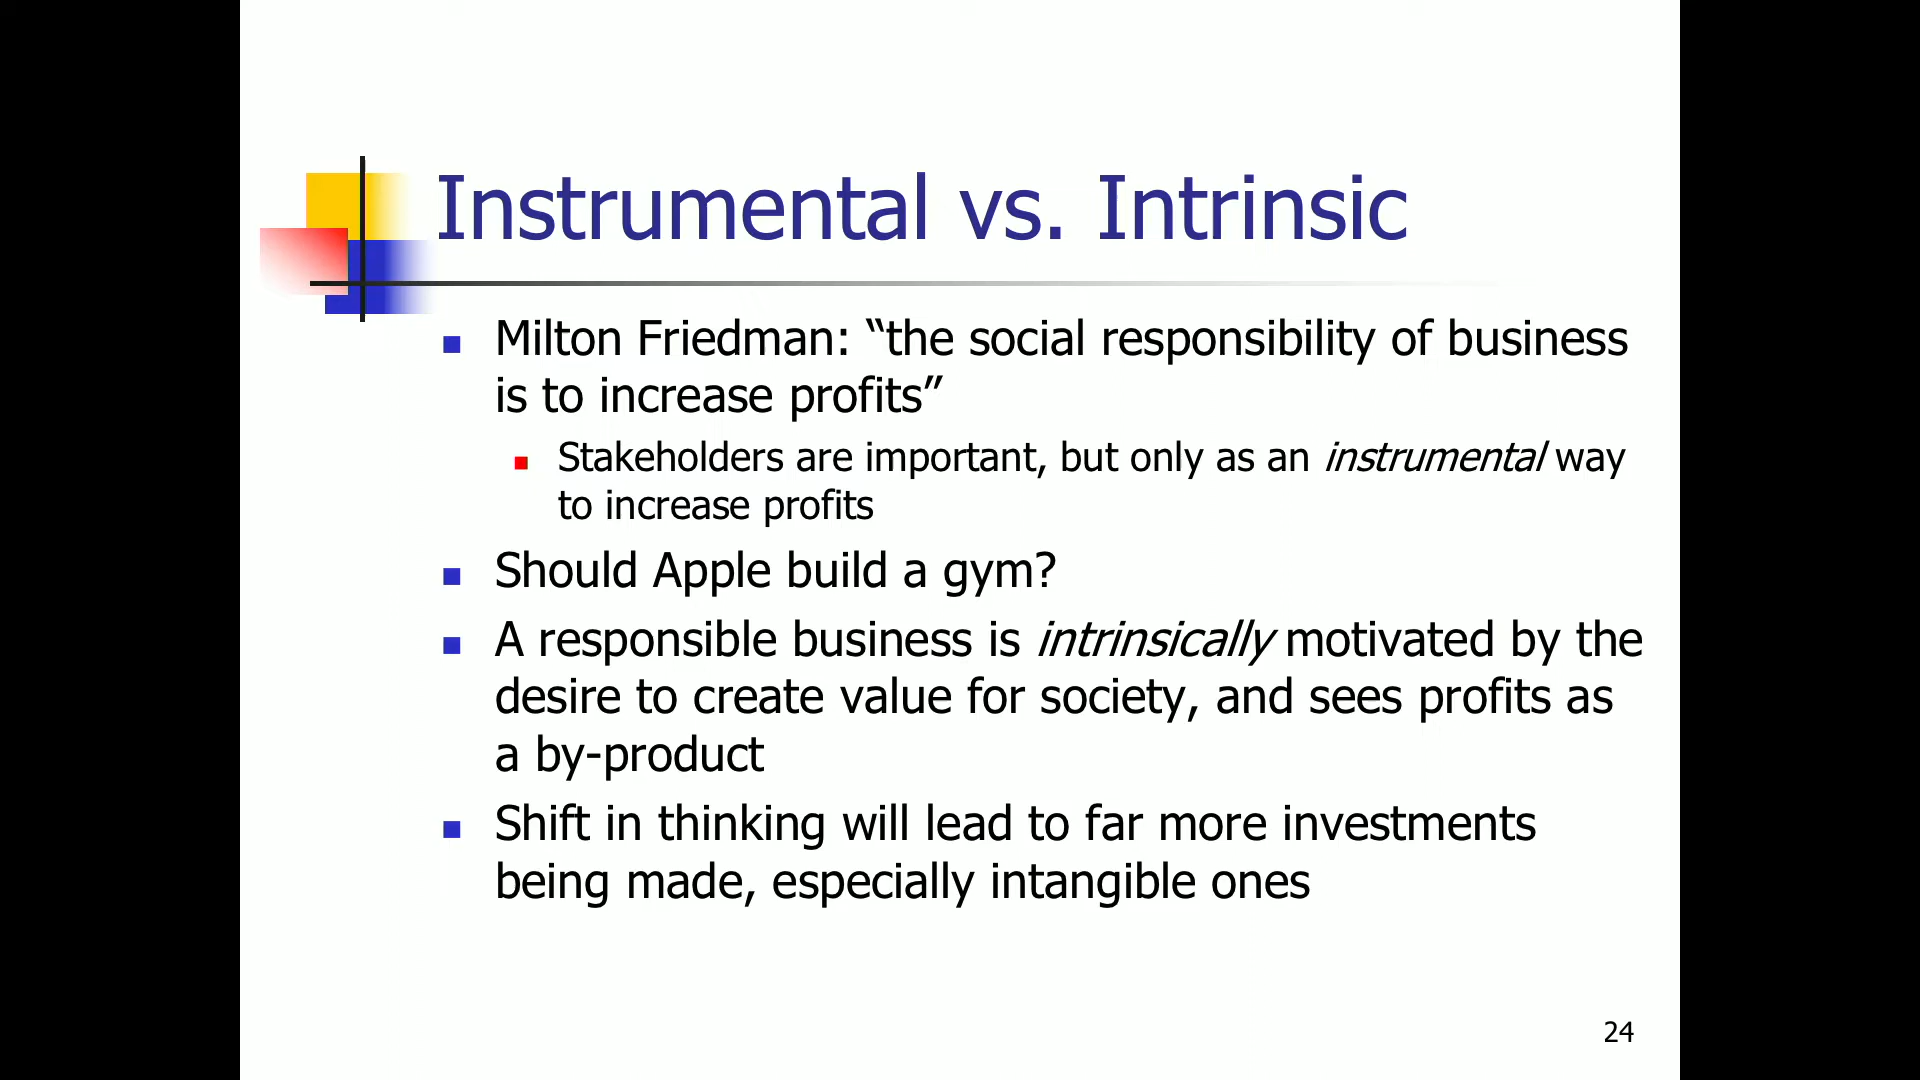 Instrumental vs. Intrinsic
Milton Friedman: “the social responsibility of business
is to increase profits”
Stakeholders are important, but only as an instrumental way
to increase profits
Should Apple build a gym?
A responsible business is intrinsically motivated by the
desire to create value for society, and sees profits as
a by-product
Shift in thinking will lead to far more investments
being made, especially intangible ones
24